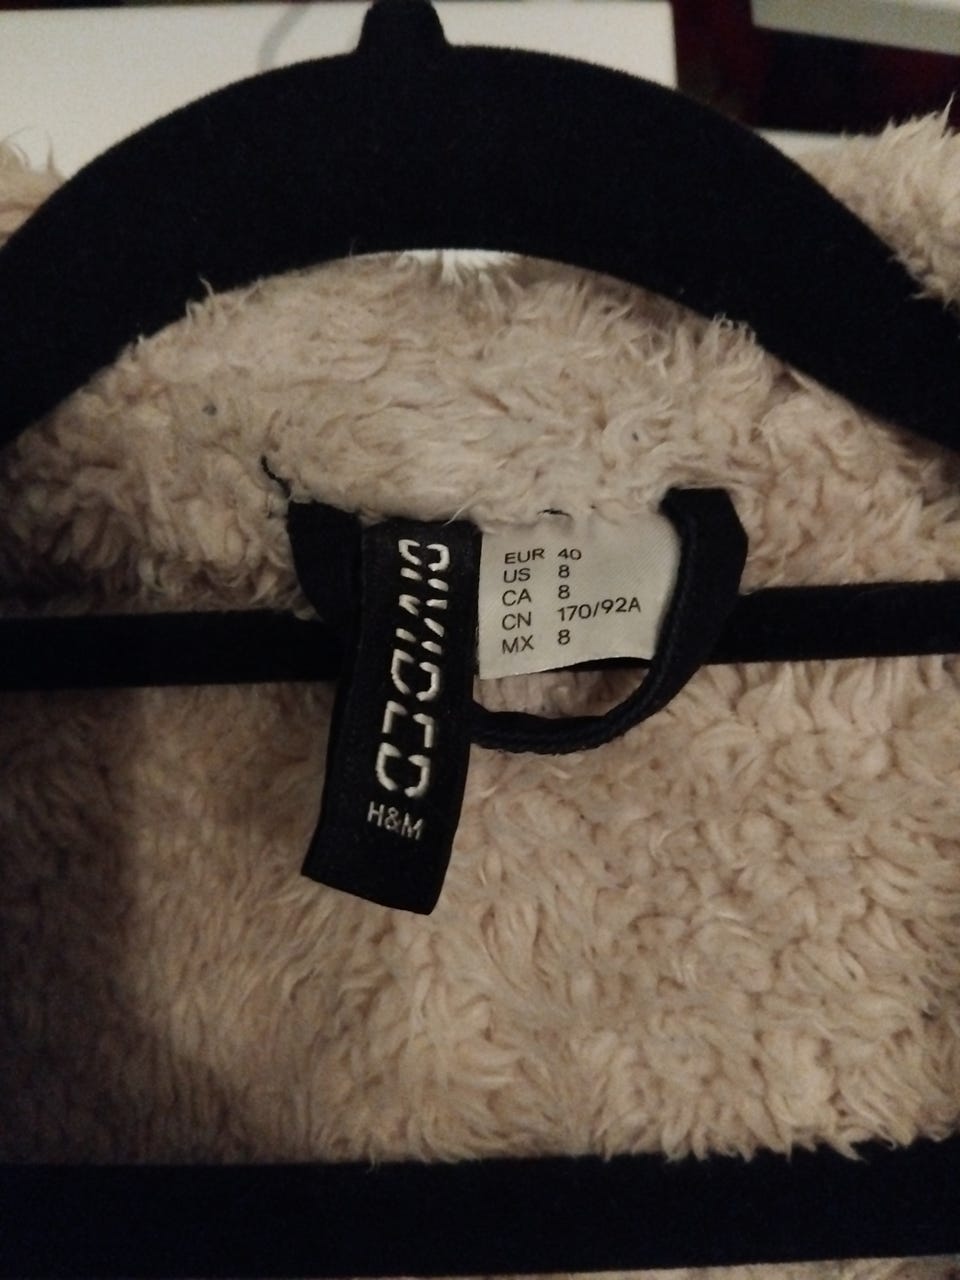 DIVIDED
H&M
EUR 40
US 8
CA 8
CN 170/92A
MX 8